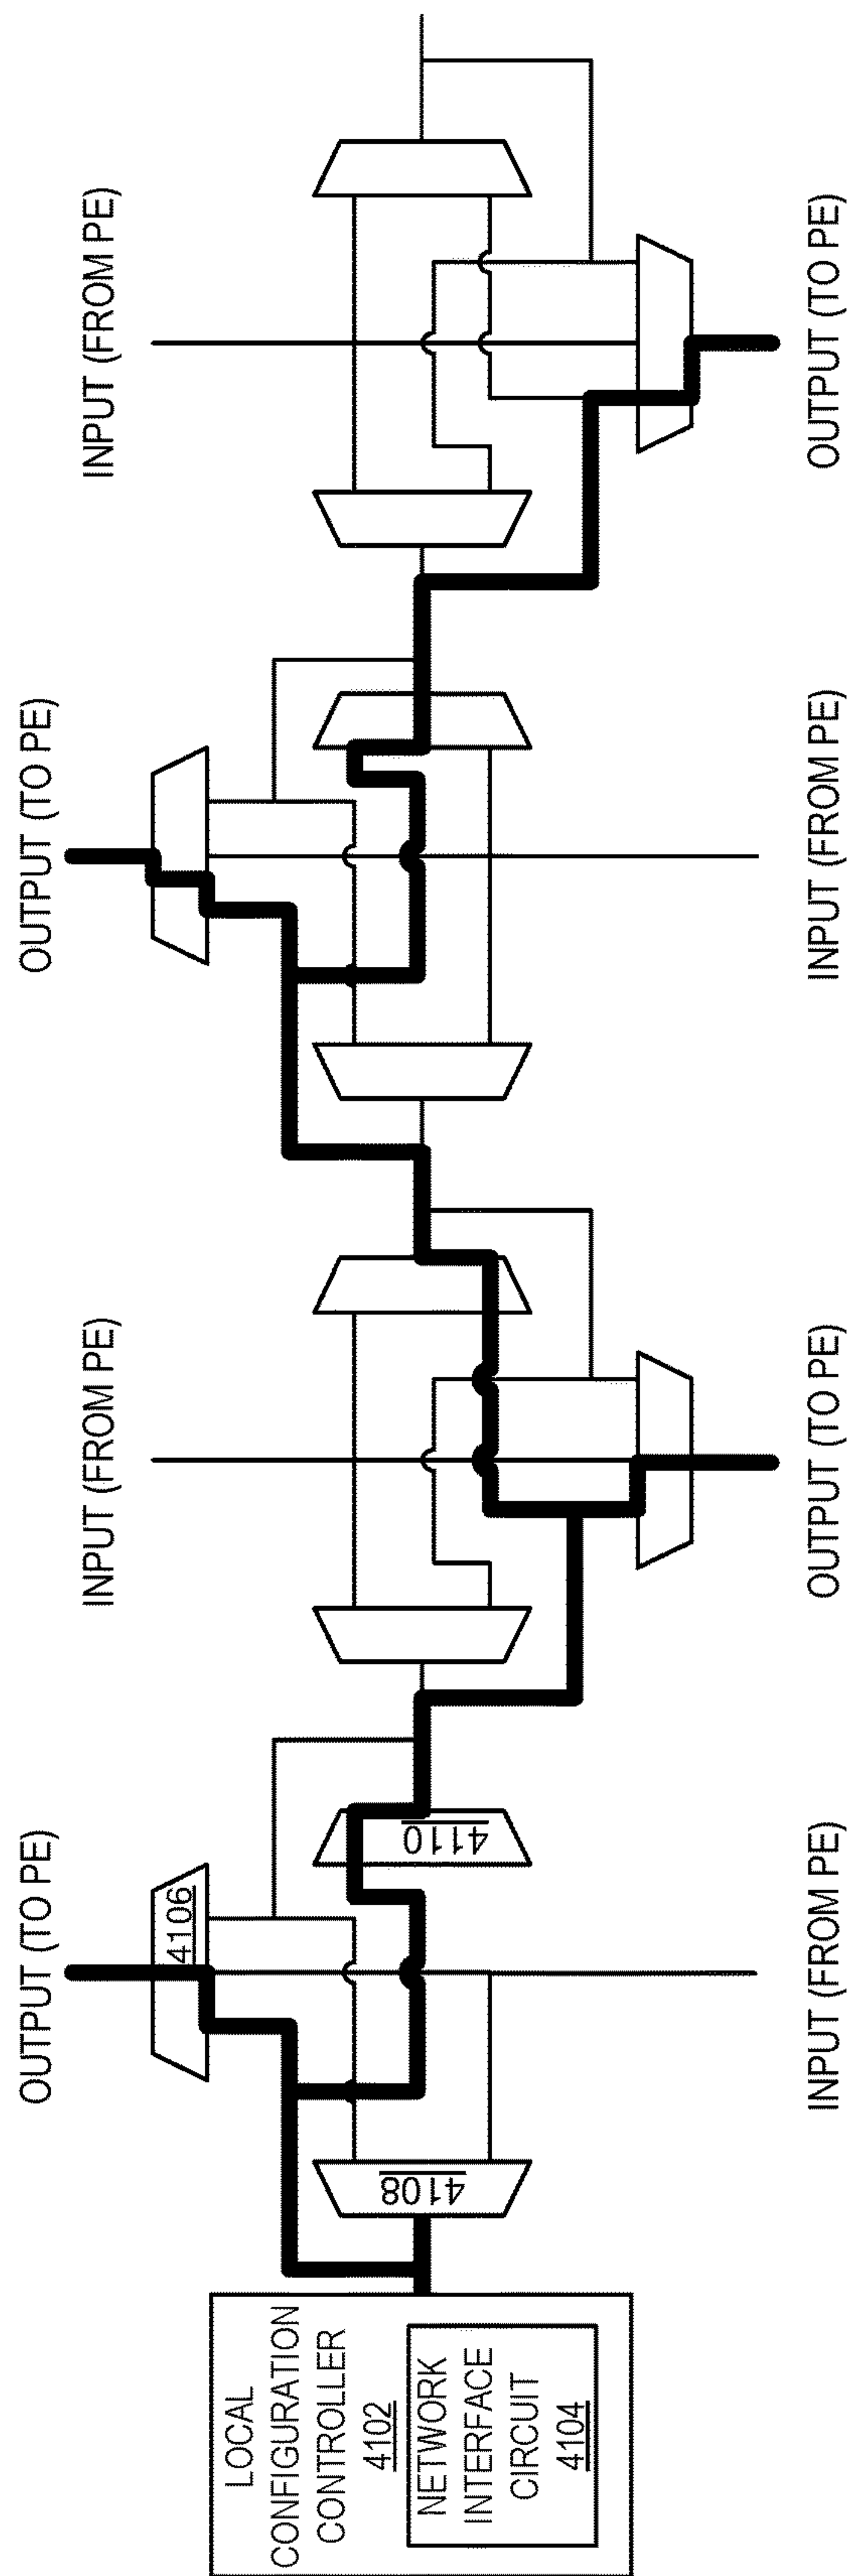 OUTPUT (TO PE)
OUTPUT (TO PE)
INPUT (FROM PE)
INPUT (FROM PE)
4106
LOCAL
CONFIGURATION
CONTROLLER
4102
NETWORK
INTERFACE
CIRCUIT
4104
4108
4110
INPUT (FROM PE)
OUTPUT (TO PE)
INPUT (FROM PE)
OUTPUT (TO PE)